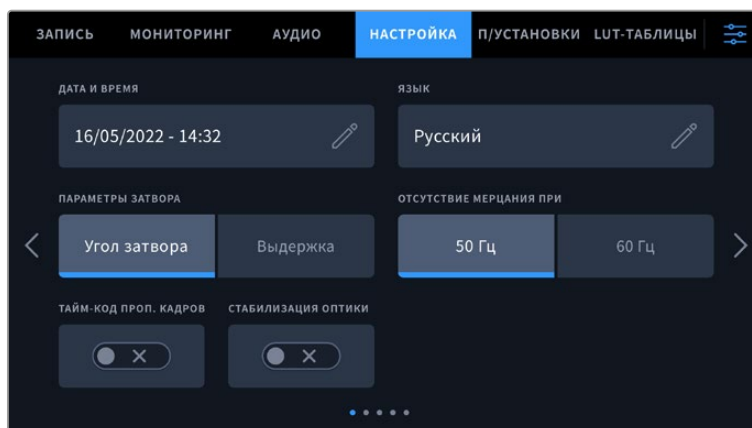 ЗАПИСЬ МОНИТОРИНГ АУДИО НАСТРОЙКА П/УСТАНОВКИ LUT-ТАБЛИЦЫ
ДАТА И ВРЕМЯ ЯЗЫК
16/05/2022 - 14:32 Русский
ПАРАМЕТРЫ ЗАТВОРА ОТСУТСТВИЕ МЕРЦАНИЯ ПРИ
Угол затвора Выдержка 50 Гц 60 Гц
ТАЙМ-КОД ПРОП. КАДРОВ СТАБИЛИЗАЦИЯ ОПТИКИ